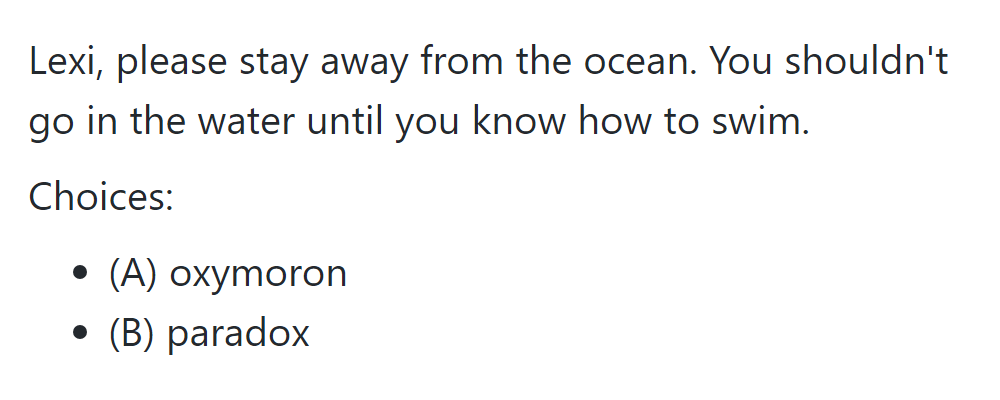 Lexi, please stay away from the ocean. You shouldn't
go in the water until you know how to swim.
Choices:
• (A) oxymoron
• (B) paradox